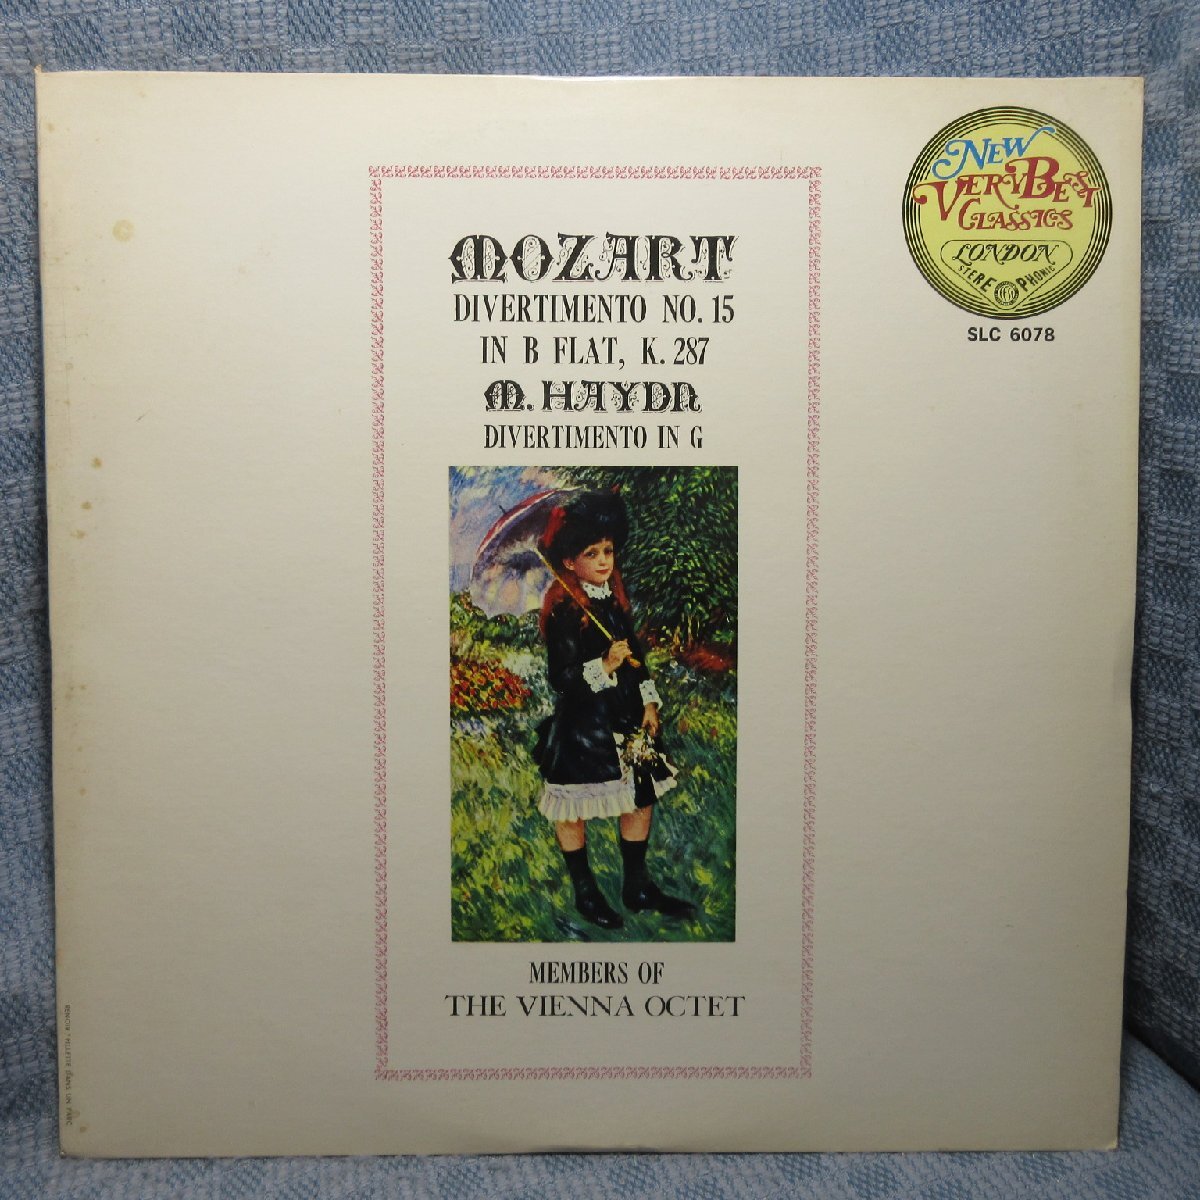 NEW
VERY BEST
CLASSICS
LONDON
STEREOPHONIC
SLC 6078
MOZART
DIVERTIMENTO NO. 15
IN B FLAT, K. 287
M. HAYDN
DIVERTIMENTO IN G
MEMBERS OF
THE VIENNA OCTET